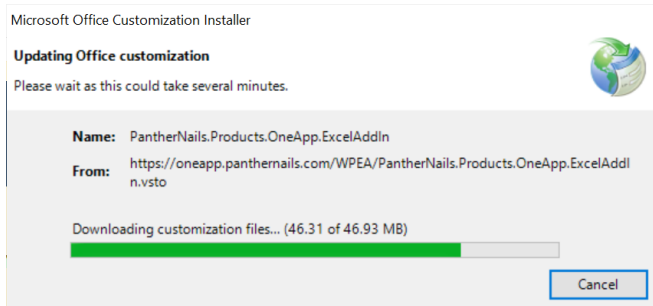 Microsoft Office Customization Installer
Updating Office customization
Please wait as this could take several minutes.
Name: PantherNails.Products.OneApp.ExcelAddIn
From: https://oneapp.panthernails.com/WPEA/PantherNails.Products.OneApp.ExcelAddI
n.vsto
Downloading customization files... (46.31 of 46.93 MB)
Cancel